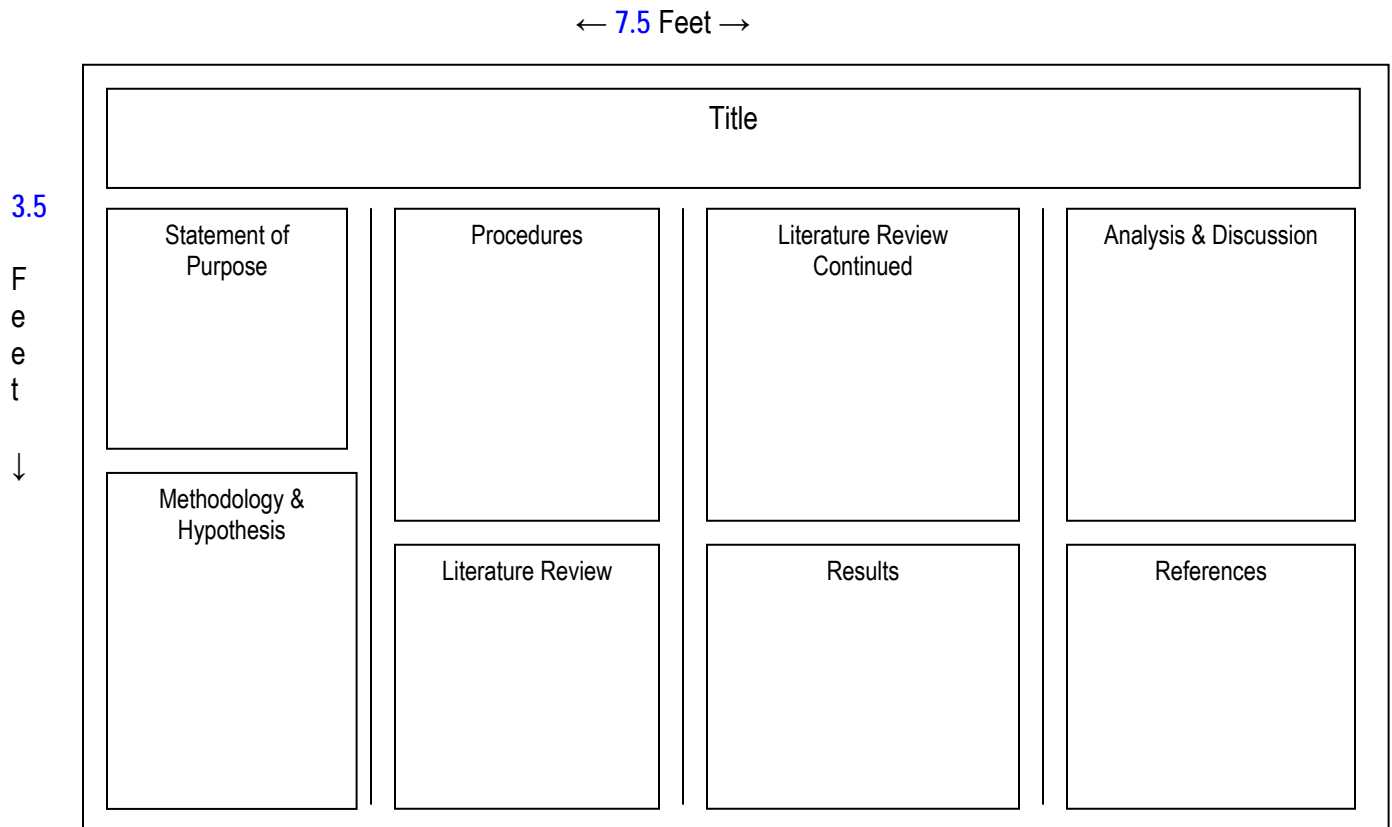 ← 7.5 Feet →
Title
3.5
F
e
e
t
↓
Statement of
Purpose
Methodology &
Hypothesis
Procedures
Literature Review
Literature Review
Continued
Results
Analysis & Discussion
References